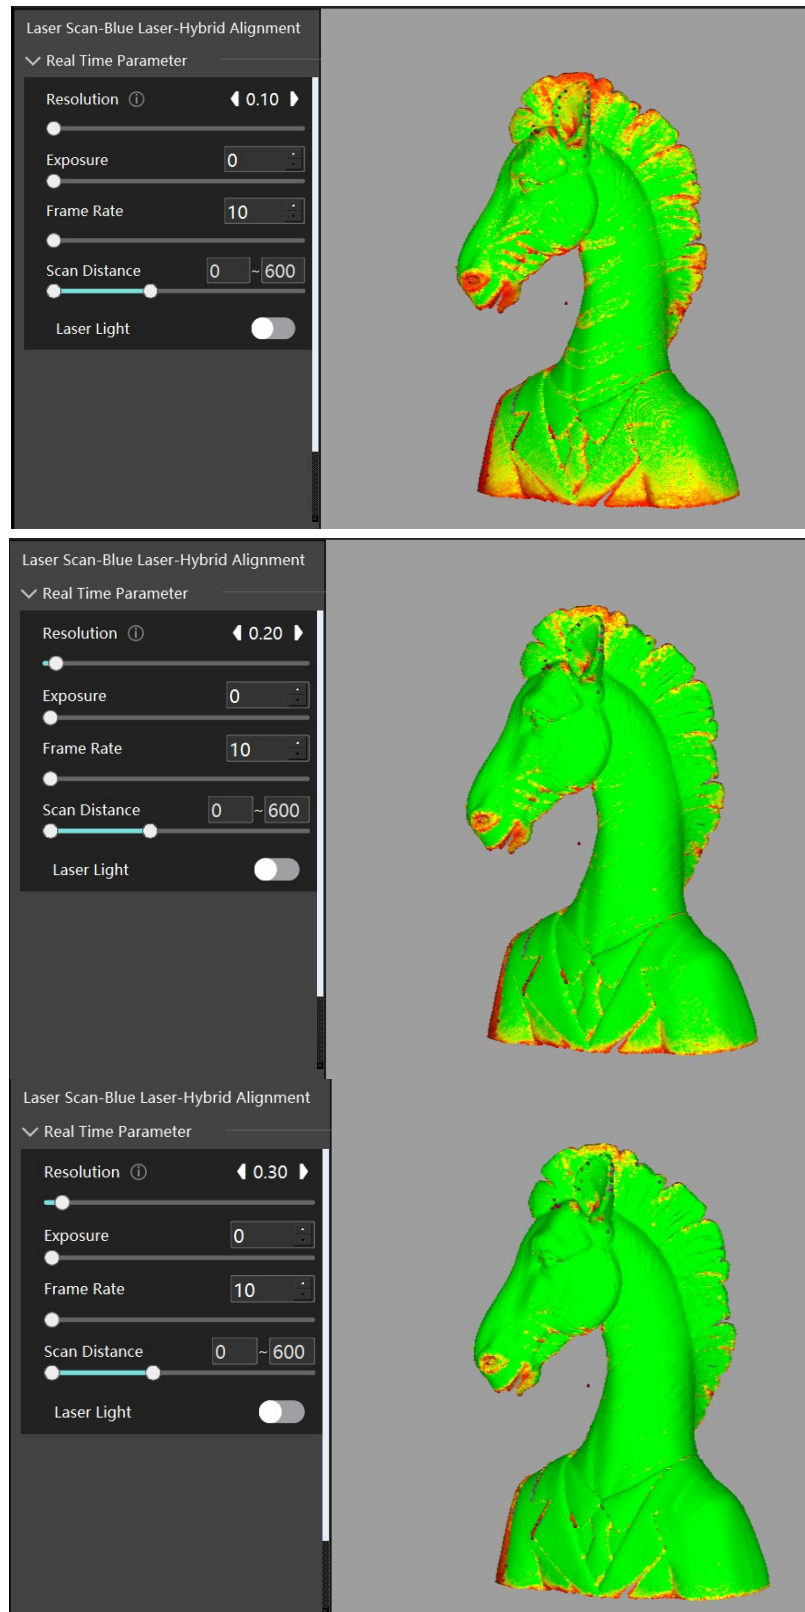 Laser Scan-Blue Laser-Hybrid Alignment
Real Time Parameter
Resolution 0.10
Exposure 0
Frame Rate 10
Scan Distance 0 ~ 600
Laser Light
Laser Scan-Blue Laser-Hybrid Alignment
Real Time Parameter
Resolution 0.20
Exposure 0
Frame Rate 10
Scan Distance 0 ~ 600
Laser Light
Laser Scan-Blue Laser-Hybrid Alignment
Real Time Parameter
Resolution 0.30
Exposure 0
Frame Rate 10
Scan Distance 0 ~ 600
Laser Light